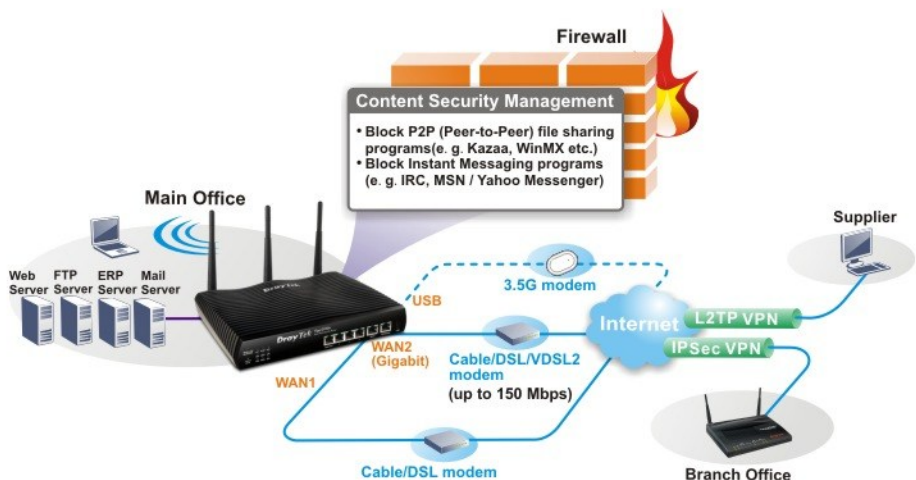 Firewall
Content Security Management
• Block P2P (Peer-to-Peer) file sharing
programs(e. g. Kazaa, WinMX etc.)
• Block Instant Messaging programs
(e. g. IRC, MSN / Yahoo Messenger)
Main Office
Supplier
Web
Server
FTP
Server
ERP
Server
Mail
Server
DrayTek
DrayTek
USB
3.5G modem
Internet
L2TP VPN
IPSec VPN
WAN2
(Gigabit)
Cable/DSL/VDSL2
modem
(up to 150 Mbps)
WAN1
Cable/DSL modem
Branch Office